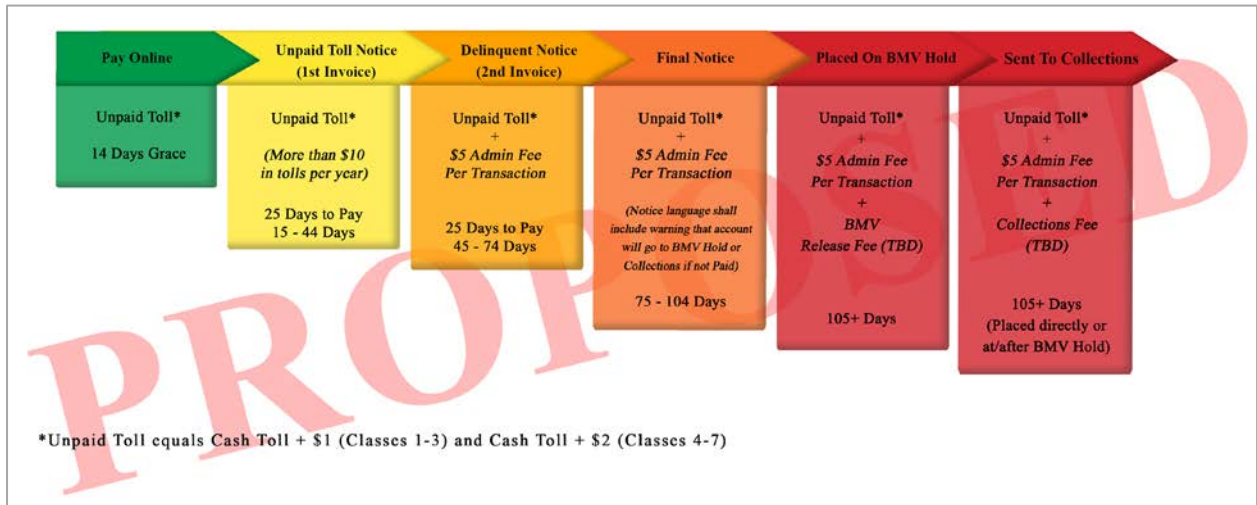 Pay Online
Unpaid Toll*
14 Days Grace
Unpaid Toll Notice
(1st Invoice)
Unpaid Toll*
(More than $10
in tolls per year)
25 Days to Pay
15 - 44 Days
Delinquent Notice
(2nd Invoice)
Unpaid Toll*
+
$5 Admin Fee
Per Transaction
25 Days to Pay
45 - 74 Days
Final Notice
Unpaid Toll*
+
$5 Admin Fee
Per Transaction
(Notice language shall
include warning that account
will go to BMV Hold or
Collections if not Paid)
75 - 104 Days
Placed On BMV Hold
Unpaid Toll*
+
$5 Admin Fee
Per Transaction
+
BMV
Release Fee (TBD)
105+ Days
Sent To Collections
Unpaid Toll*
+
$5 Admin Fee
Per Transaction
+
Collections Fee
(TBD)
105+ Days
(Placed directly or
at/after BMV Hold)
PROPOSED
*Unpaid Toll equals Cash Toll + $1 (Classes 1-3) and Cash Toll + $2 (Classes 4-7)